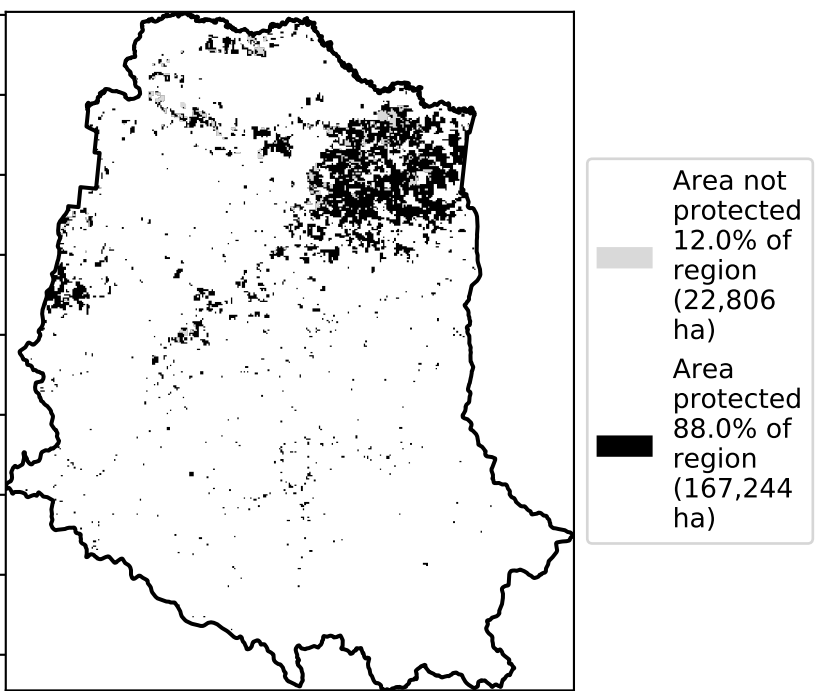 Area not
protected
12.0% of
region
(22,806
ha)
Area
protected
88.0% of
region
(167,244
ha)